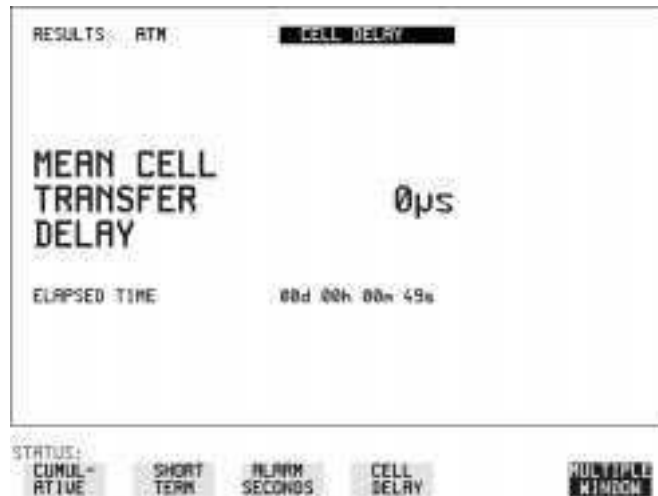 RESULTS ATM CELL DELAY
MEAN CELL
TRANSFER 0µs
DELAY
ELAPSED TIME 00d 00h 00m 49s
STATUS:
CUMUL-
ATIVE
SHORT
TERM
ALARM
SECONDS
CELL
DELAY
MULTIPLE
WINDOW